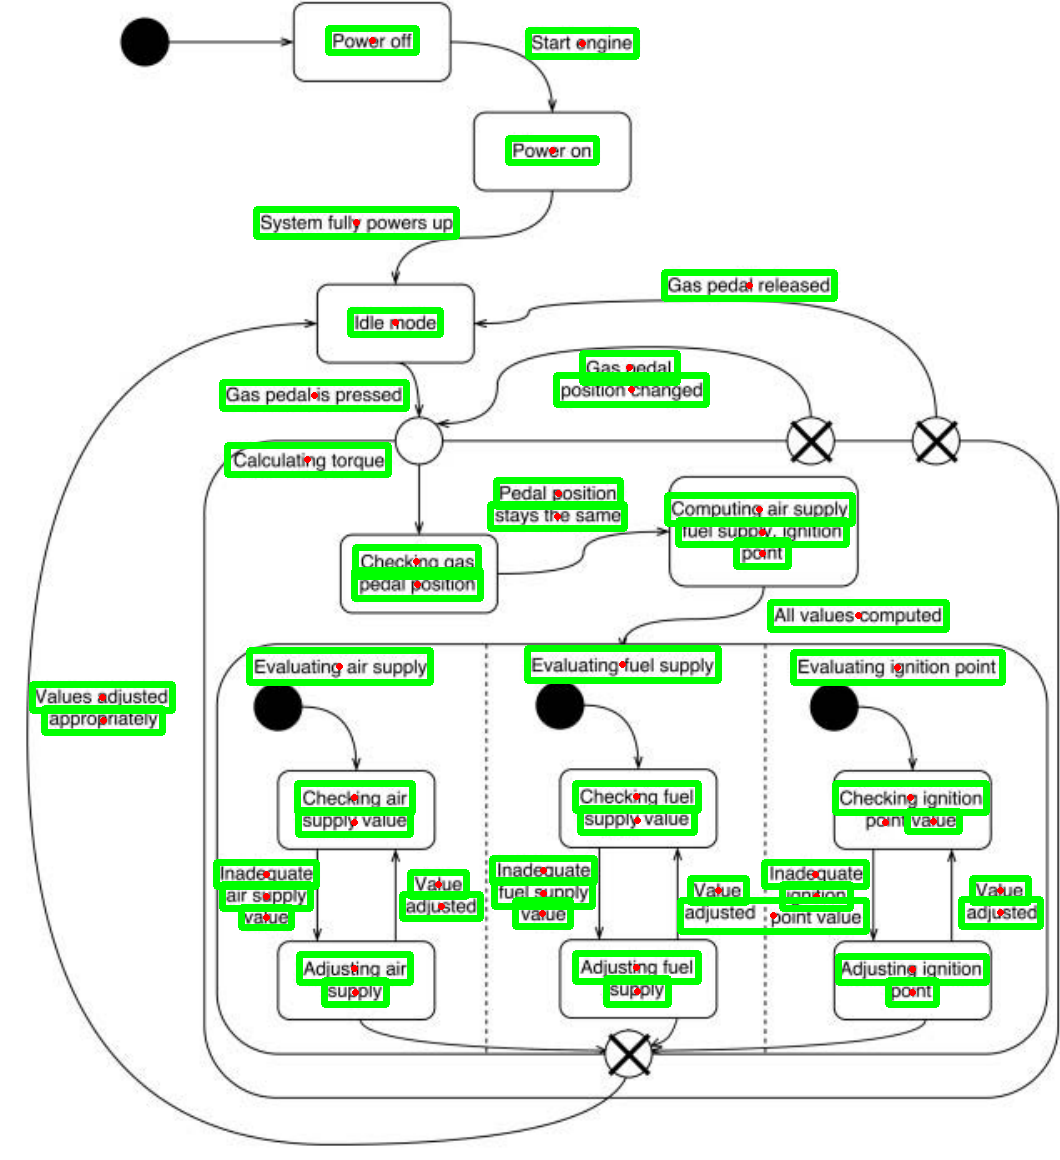 Power off
Start engine
Power on
System fully powers up
Gas pedal released
Idle mode
Gas pedal
position changed
Gas pedal is pressed
Calculating torque
Pedal position
stays the same
Computing air supply
fuel supply, ignition
point
Checking gas
pedal position
All values computed
Evaluating air supply
Evaluating fuel supply
Evaluating ignition point
Values adjusted
appropriately
Checking air
supply value
Checking fuel
supply value
Checking ignition
point value
Inadequate
air supply
value
Value
adjusted
Inadequate
fuel supply
value
Value
adjusted
Inadequate
ignition
point value
Value
adjusted
Adjusting air
supply
Adjusting fuel
supply
Adjusting ignition
point